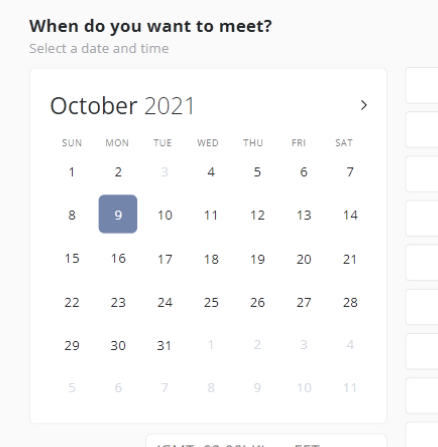 When do you want to meet?
Select a date and time
October 2021
SUN MON TUE WED THU FRI SAT
1 2 3 4 5 6 7
8 9 10 11 12 13 14
15 16 17 18 19 20 21
22 23 24 25 26 27 28
29 30 31 1 2 3 4
5 6 7 8 9 10 11